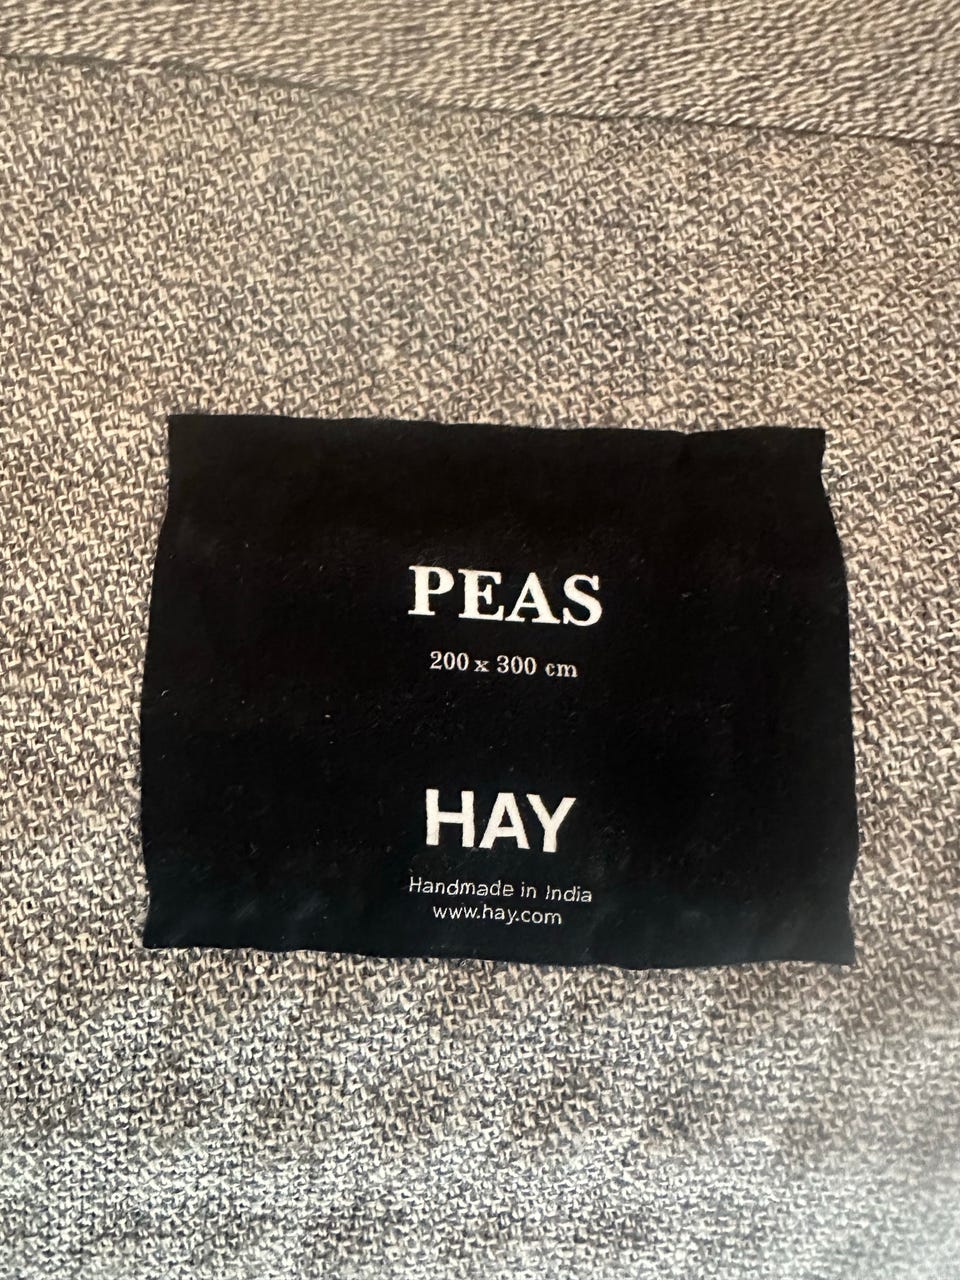 PEAS
200 x 300 cm
HAY
Handmade in India
www.hay.com